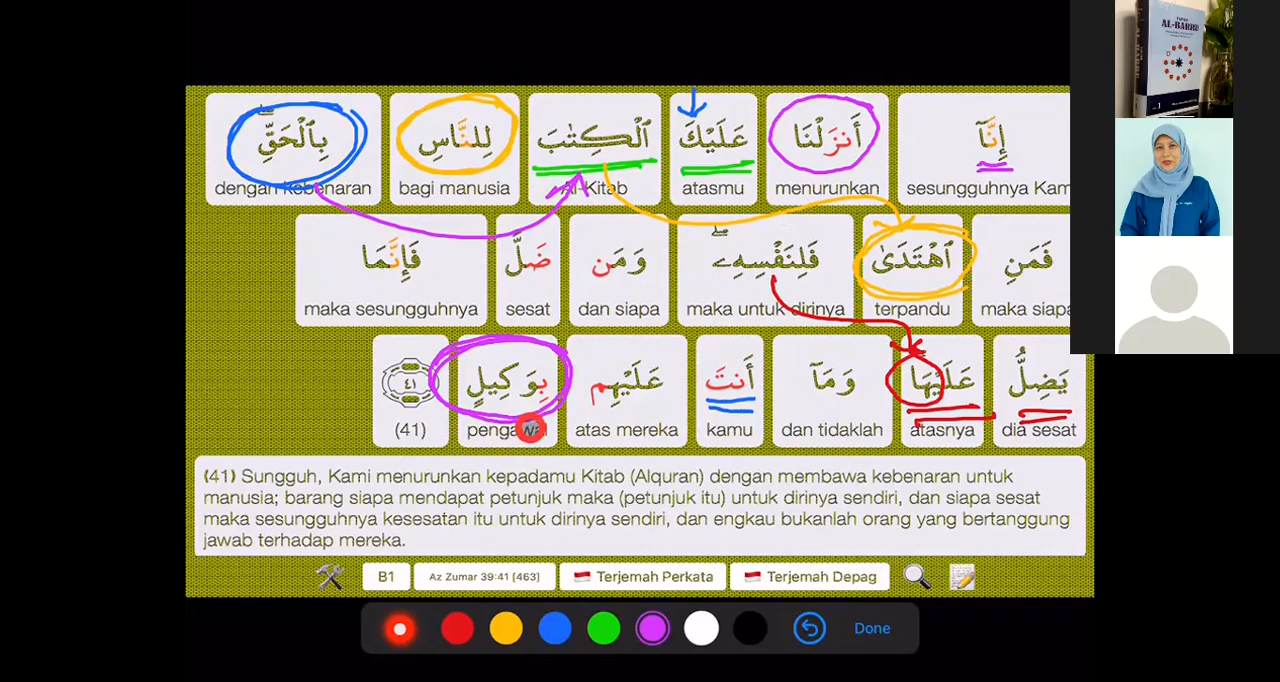 إِنَّآ أَنزَلْنَا عَلَيْكَ ٱلْكِتَٰبَ لِلنَّاسِ بِٱلْحَقِّ ۖ
sesungguhnya Kam menurunkan atasmu Al-Kitab bagi manusia dengan kebenaran
فَمَنِ ٱهْتَدَىٰ فَلِنَفْسِهِۦ ۖ وَمَن ضَلَّ فَإِنَّمَا
maka siapa terpandu maka untuk dirinya dan siapa sesat maka sesungguhnya
يَضِلُّ عَلَيْهَا وَمَآ أَنتَ عَلَيْهِم بِوَكِيلٍ ٤١
dia sesat atasnya dan tidaklah kamu atas mereka pengawal (41)
(41) Sungguh, Kami menurunkan kepadamu Kitab (Alquran) dengan membawa kebenaran untuk
manusia; barang siapa mendapat petunjuk maka (petunjuk itu) untuk dirinya sendiri, dan siapa sesat
maka sesungguhnya kesesatan itu untuk dirinya sendiri, dan engkau bukanlah orang yang bertanggung
jawab terhadap mereka.
B1 Az Zumar 39:41 [463] Terjemah Perkata Terjemah Depag
Done
AL-BARRU